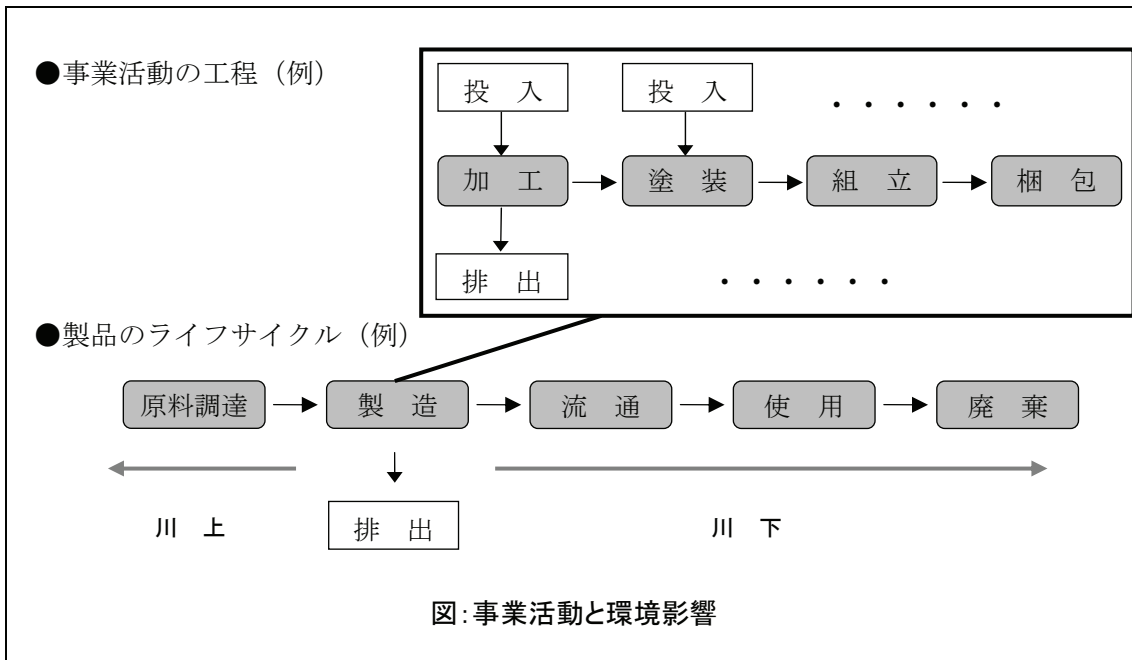 ●事業活動の工程（例）
投 入
投 入
・・・・・・
加 工
塗 装
組 立
梱 包
排 出
・・・・・・
●製品のライフサイクル（例）
原料調達
製 造
流 通
使 用
廃 棄
川 上
排 出
川 下
図：事業活動と環境影響